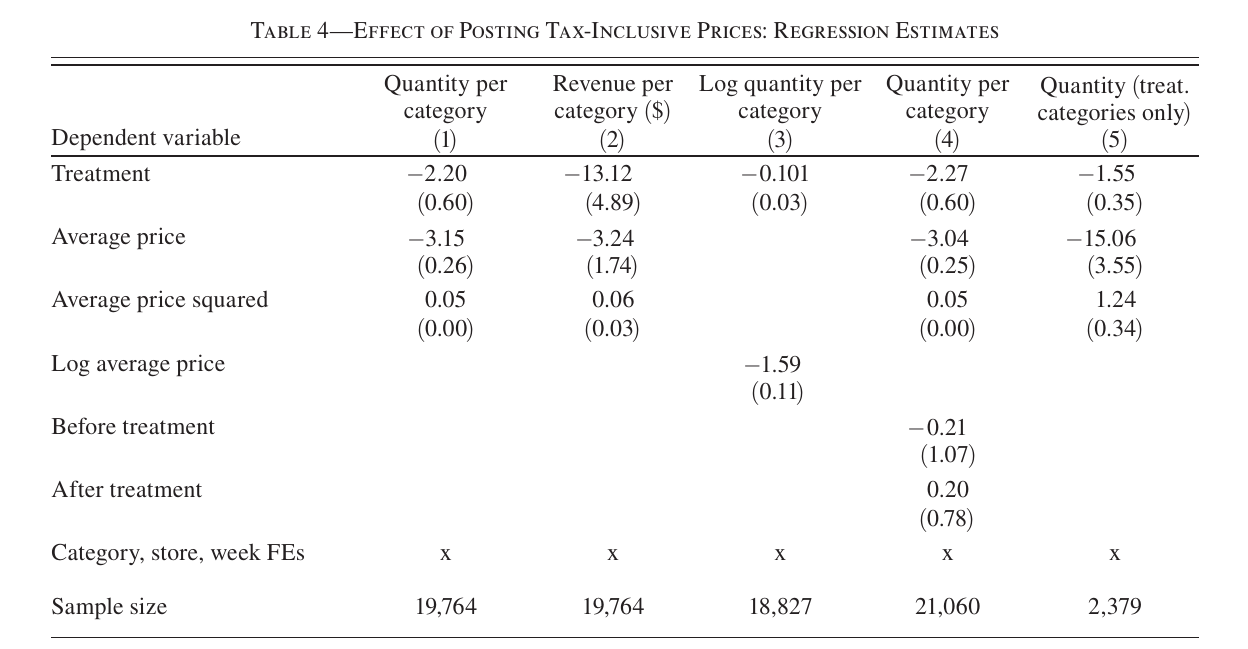 TABLE 4—EFFECT OF POSTING TAX-INCLUSIVE PRICES: REGRESSION ESTIMATES
Dependent variable Quantity per category (1) Revenue per category ($) (2) Log quantity per category (3) Quantity per category (4) Quantity (treat. categories only) (5)
Treatment −2.20 −13.12 −0.101 −2.27 −1.55
(0.60) (4.89) (0.03) (0.60) (0.35)
Average price −3.15 −3.24 −3.04 −15.06
(0.26) (1.74) (0.25) (3.55)
Average price squared 0.05 0.06 0.05 1.24
(0.00) (0.03) (0.00) (0.34)
Log average price −1.59
(0.11)
Before treatment −0.21
(1.07)
After treatment 0.20
(0.78)
Category, store, week FEs x x x x x
Sample size 19,764 19,764 18,827 21,060 2,379